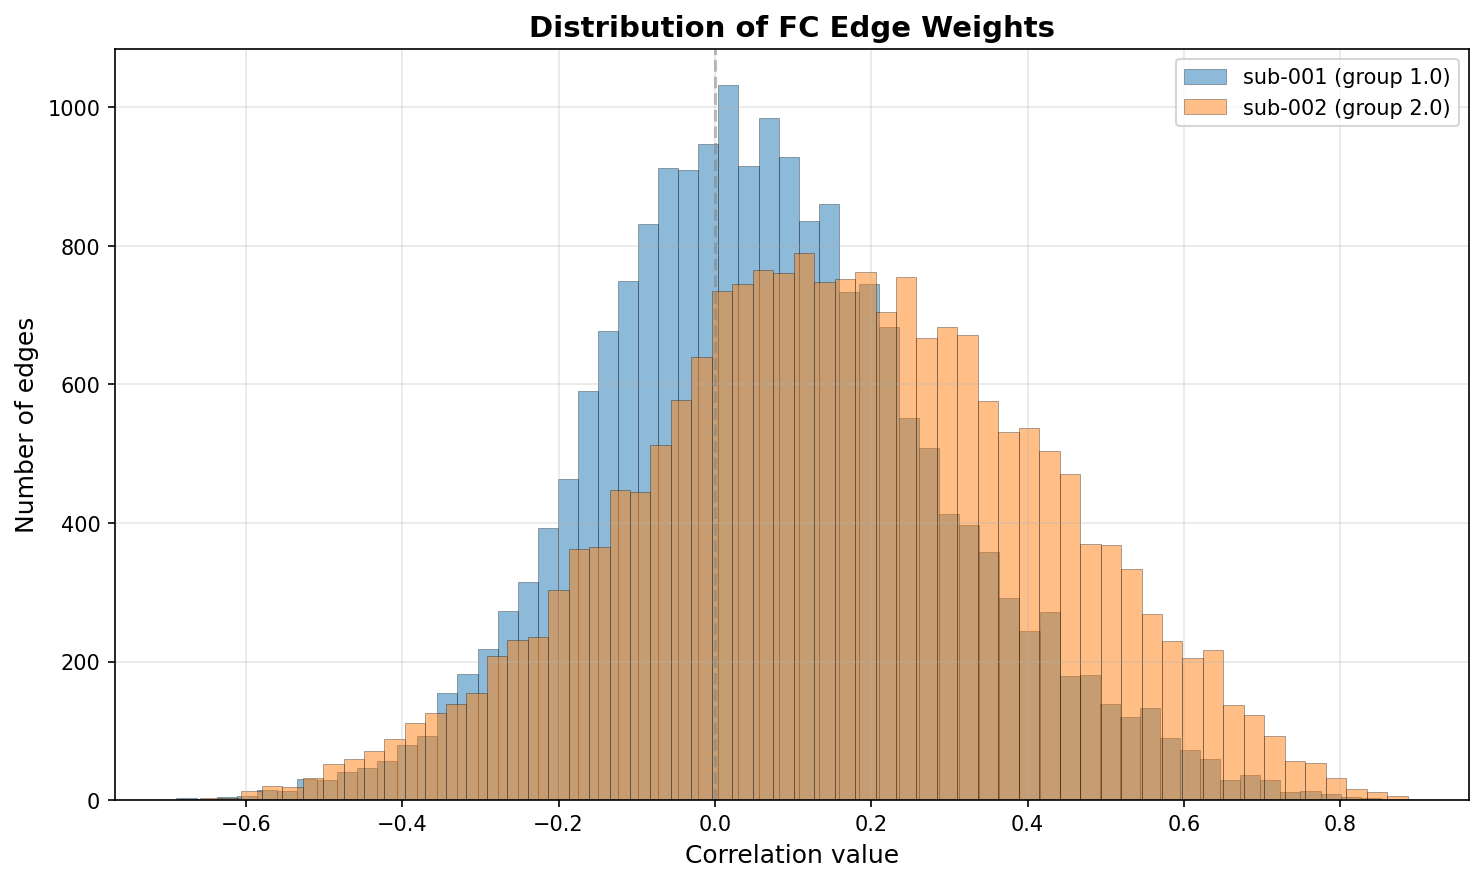 Distribution of FC Edge Weights
sub-001 (group 1.0)
sub-002 (group 2.0)
Number of edges
1000
800
600
400
200
0
−0.6 −0.4 −0.2 0.0 0.2 0.4 0.6 0.8
Correlation value